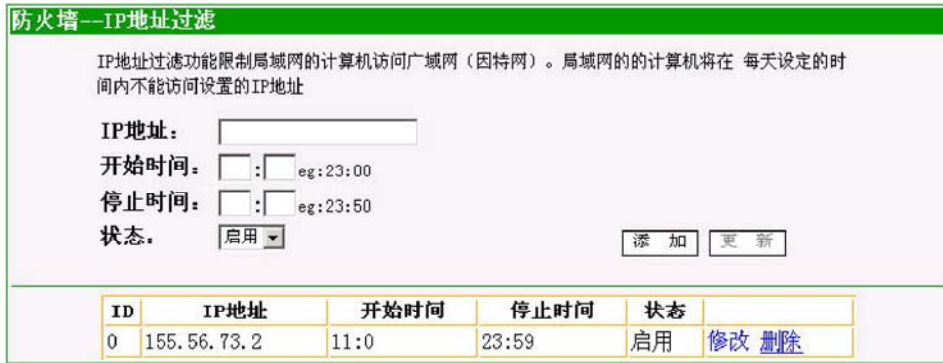 防火墙--IP地址过滤
IP地址过滤功能限制局域网的计算机访问广域网（因特网）。局域网的的计算机将在 每天设定的时
间内不能访问设置的IP地址
IP地址：
开始时间： : eg:23:00
停止时间： : eg:23:50
状态． 启用 添 加 更 新
ID IP地址 开始时间 停止时间 状态
0 155.56.73.2 11:0 23:59 启用 修改 删除